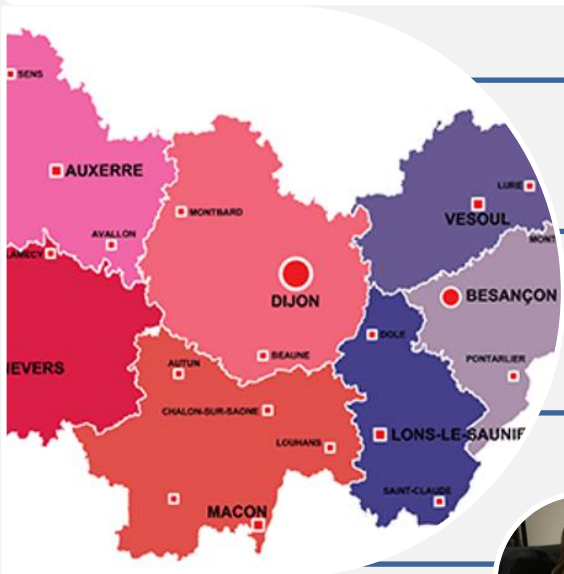 SENS
AUXERRE
LURE
MONTBARD
VESOUL
AVALLON
MONT
LAMECY
DIJON
BESANÇON
DOLE
BEAUNE
PONTARLIER
IEVERS
AUTUN
CHALON-SUR-SAONE
LOUHANS
LONS-LE-SAUNIE
SAINT-CLAUDE
MACON